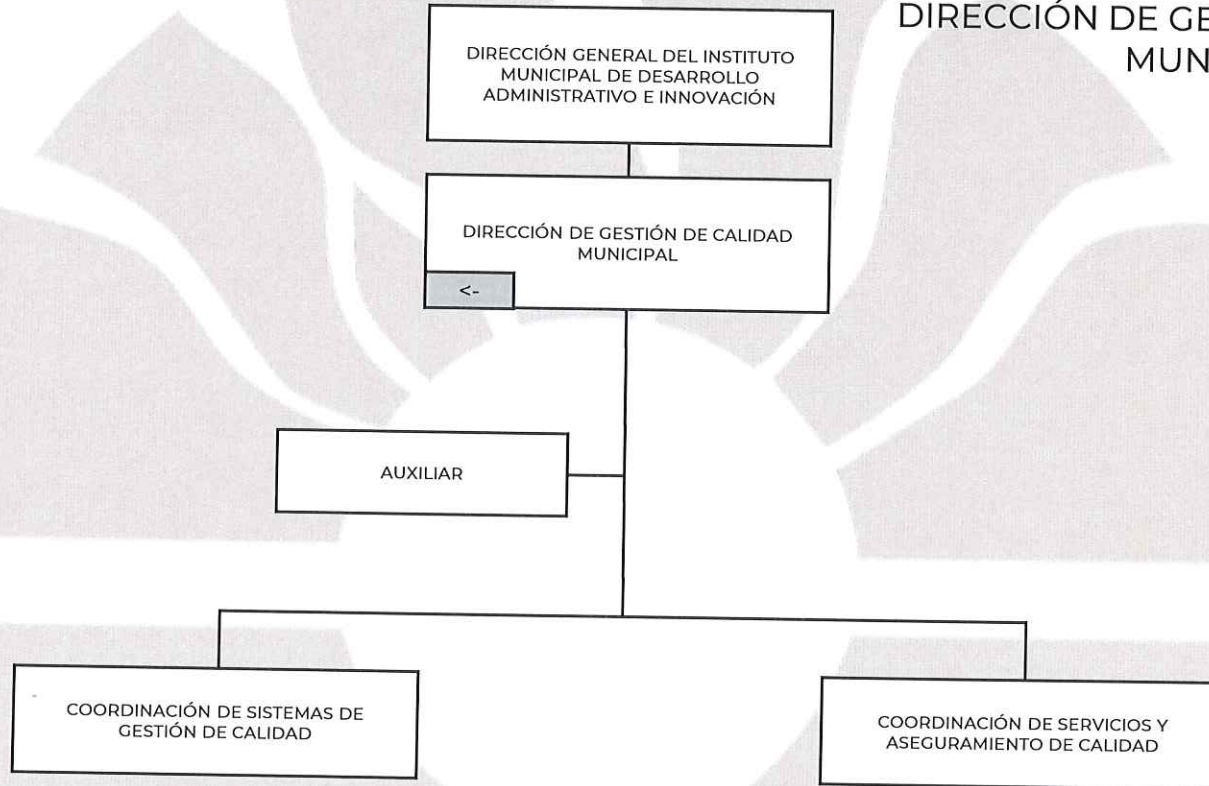 DIRECCIÓN DE GE
MUN
DIRECCIÓN GENERAL DEL INSTITUTO
MUNICIPAL DE DESARROLLO
ADMINISTRATIVO E INNOVACIÓN
DIRECCIÓN DE GESTIÓN DE CALIDAD
MUNICIPAL
<-
AUXILIAR
COORDINACIÓN DE SISTEMAS DE
GESTIÓN DE CALIDAD
COORDINACIÓN DE SERVICIOS Y
ASEGURAMIENTO DE CALIDAD